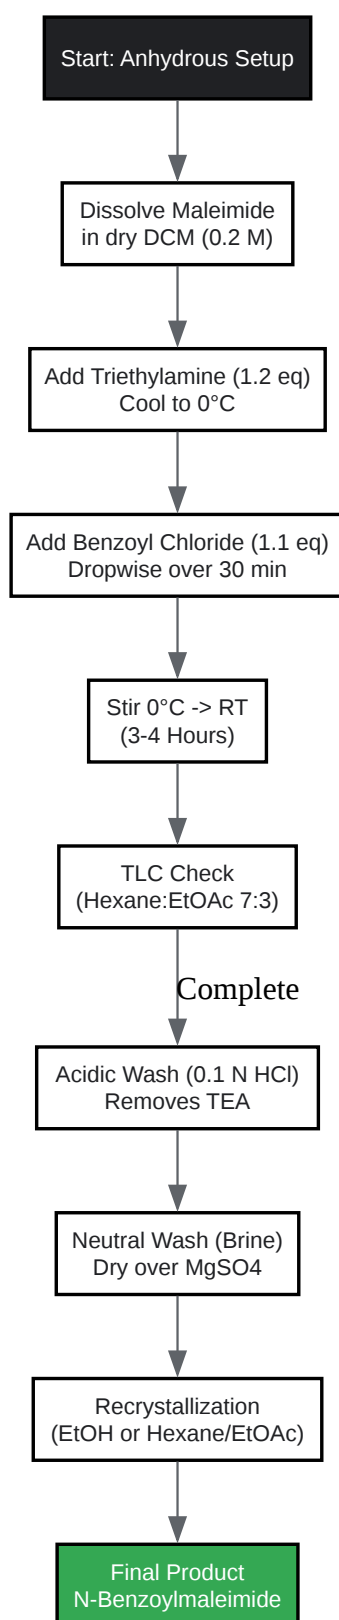 Start: Anhydrous Setup
Dissolve Maleimide
in dry DCM (0.2 M)
Add Triethylamine (1.2 eq)
Cool to 0°C
Add Benzoyl Chloride (1.1 eq)
Dropwise over 30 min
Stir 0°C -> RT
(3-4 Hours)
TLC Check
(Hexane:EtOAc 7:3)
Complete
Acidic Wash (0.1 N HCl)
Removes TEA
Neutral Wash (Brine)
Dry over MgSO4
Recrystallization
(EtOH or Hexane/EtOAc)
Final Product
N-Benzoylmaleimide